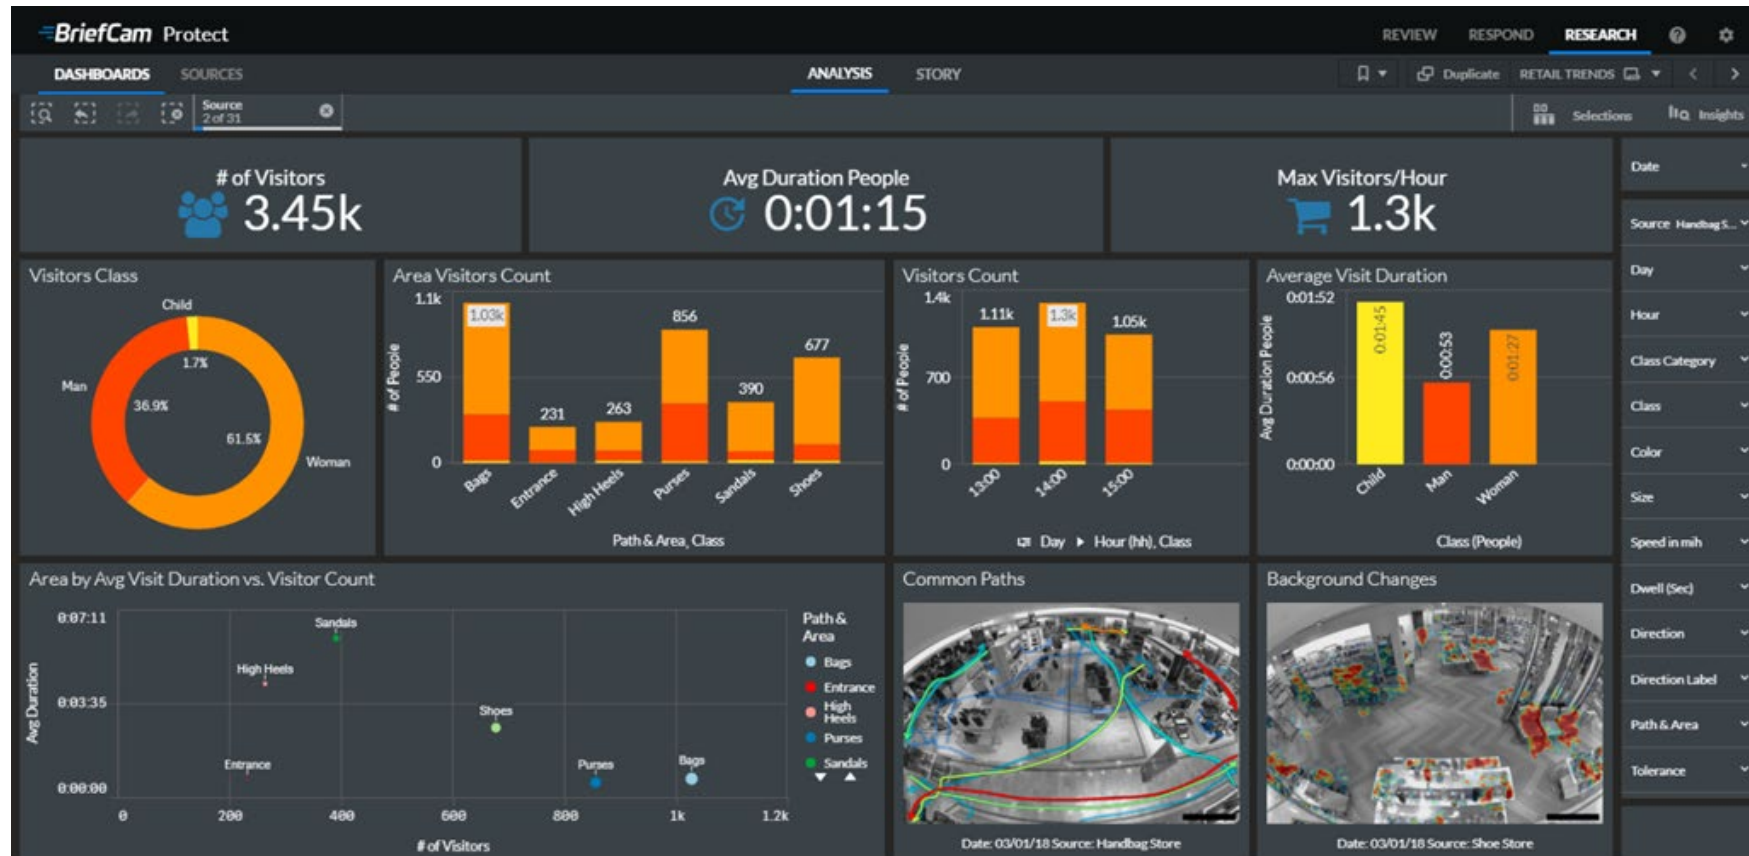 BriefCam Protect
REVIEW RESPOND RESEARCH
DASHBOARDS SOURCES
ANALYSIS STORY
Duplicate RETAIL TRENDS
Source
2 of 31
Selections Insights
# of Visitors
3.45k
Avg Duration People
0:01:15
Max Visitors/Hour
1.3k
Visitors Class
Child
1.7%
Man
36.9%
61.5%
Woman
Area Visitors Count
# of People
1.1k
550
0
1.03k
231
263
856
390
677
Bags
Entrance
High Heels
Purses
Sandals
Shoes
Path & Area, Class
Visitors Count
# of People
1.4k
700
0
1.11k
1.3k
1.05k
13:00
14:00
15:00
Day Hour (hh), Class
Average Visit Duration
Avg Duration People
0:01:52
0:00:56
0:00:00
0:01:45
0:00:53
0:01:27
Child
Man
Woman
Class (People)
Area by Avg Visit Duration vs. Visitor Count
Avg Duration
0:07:11
0:03:35
0:00:00
Sandals
High Heels
Shoes
Entrance
Purses
Bags
0 200 400 600 800 1k 1.2k
# of Visitors
Path &
Area
Bags
Entrance
High
Heels
Purses
Sandals
Common Paths
Date: 03/01/18 Source: Handbag Store
Background Changes
Date: 03/01/18 Source: Shoe Store
Date
Source Handbag S...
Day
Hour
Class Category
Class
Color
Size
Speed in mih
Dwell (Sec)
Direction
Direction Label
Path & Area
Tolerance